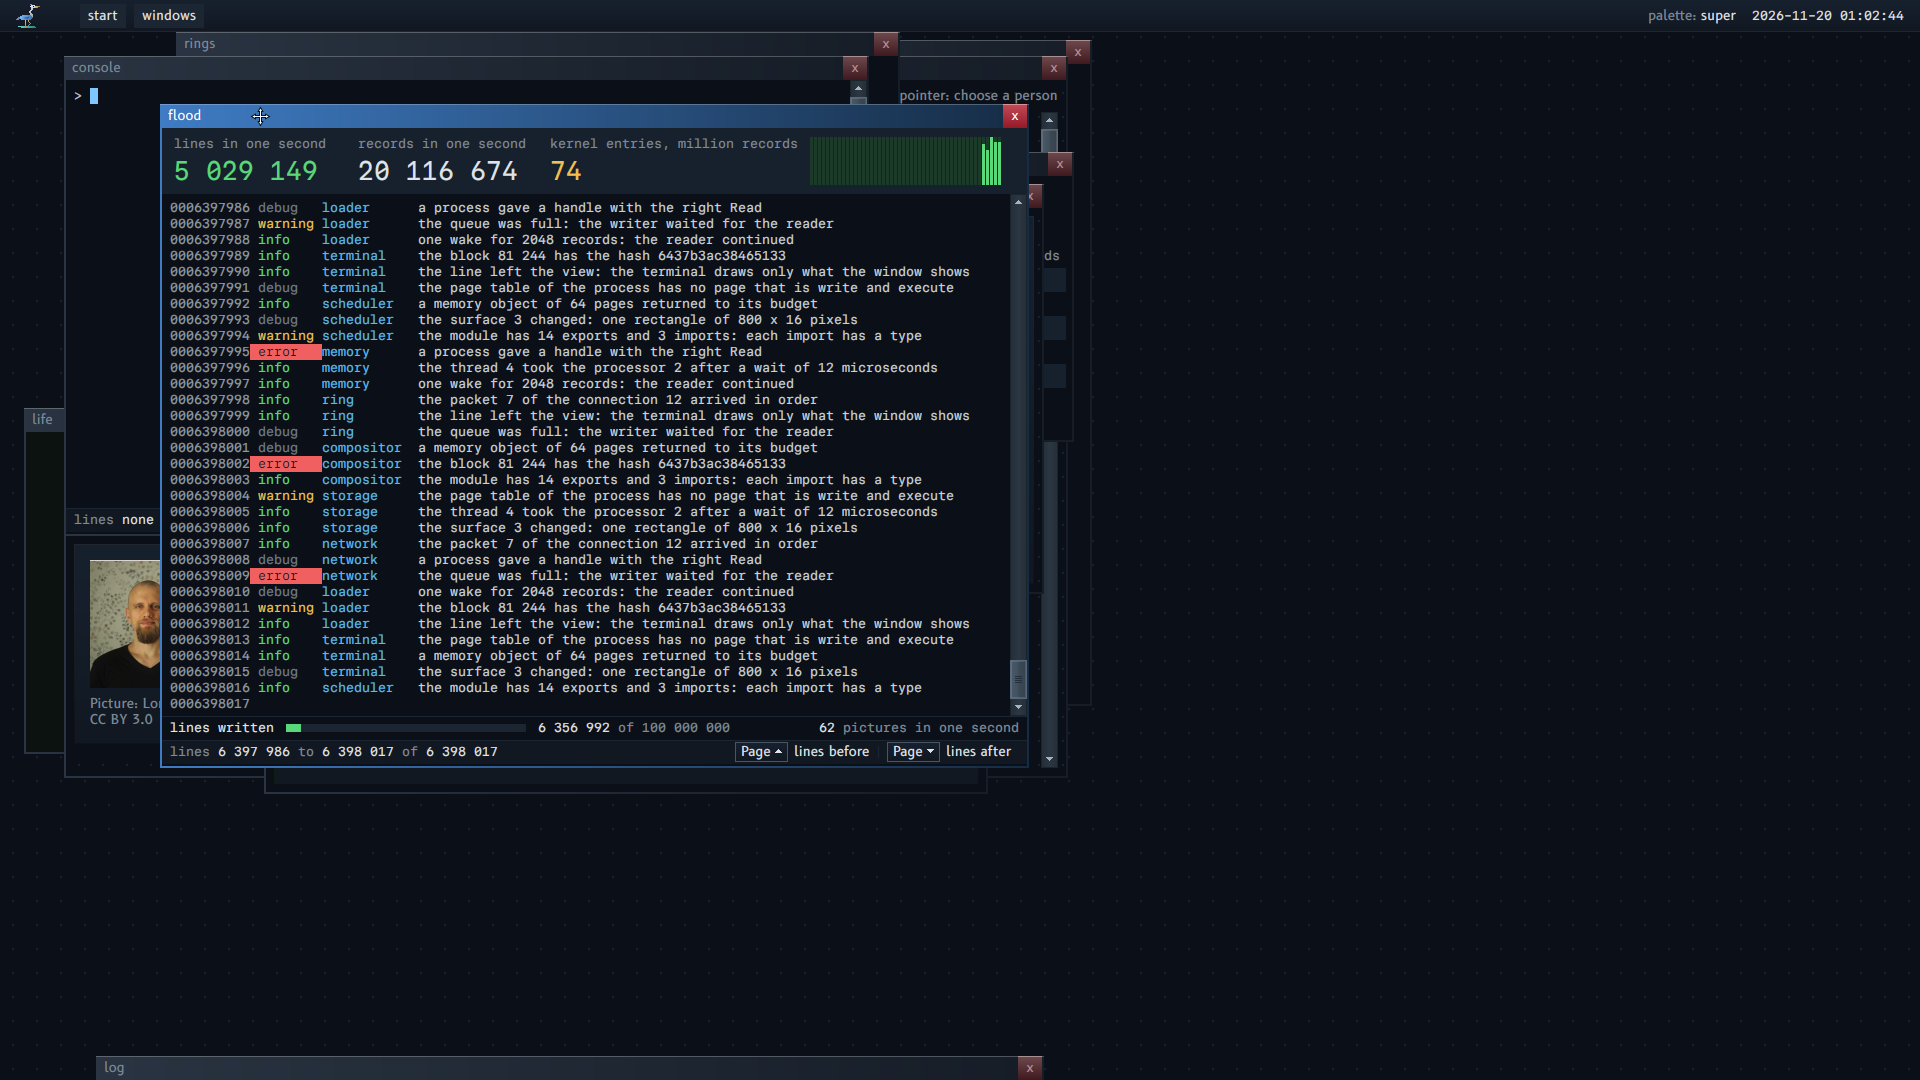 start windows palette: super 2026-11-20 01:02:44
rings x
x
console x
x
> pointer: choose a person
flood x
lines in one second records in one second kernel entries, million records
5 029 149 20 116 674 74
x
x
ds
0006397986 debug loader a process gave a handle with the right Read
0006397987 warning loader the queue was full: the writer waited for the reader
0006397988 info loader one wake for 2048 records: the reader continued
0006397989 info terminal the block 81 244 has the hash 6437b3ac38465133
0006397990 info terminal the line left the view: the terminal draws only what the window shows
0006397991 debug terminal the page table of the process has no page that is write and execute
0006397992 info scheduler a memory object of 64 pages returned to its budget
0006397993 debug scheduler the surface 3 changed: one rectangle of 800 x 16 pixels
0006397994 warning scheduler the module has 14 exports and 3 imports: each import has a type
0006397995 error memory a process gave a handle with the right Read
0006397996 info memory the thread 4 took the processor 2 after a wait of 12 microseconds
0006397997 info memory one wake for 2048 records: the reader continued
0006397998 info ring the packet 7 of the connection 12 arrived in order
0006397999 info ring the line left the view: the terminal draws only what the window shows
0006398000 debug ring the queue was full: the writer waited for the reader
0006398001 debug compositor a memory object of 64 pages returned to its budget
0006398002 error compositor the block 81 244 has the hash 6437b3ac38465133
0006398003 info compositor the module has 14 exports and 3 imports: each import has a type
0006398004 warning storage the page table of the process has no page that is write and execute
0006398005 info storage the thread 4 took the processor 2 after a wait of 12 microseconds
0006398006 info storage the surface 3 changed: one rectangle of 800 x 16 pixels
0006398007 info network the packet 7 of the connection 12 arrived in order
0006398008 debug network a process gave a handle with the right Read
0006398009 error network the queue was full: the writer waited for the reader
0006398010 debug loader one wake for 2048 records: the reader continued
0006398011 warning loader the block 81 244 has the hash 6437b3ac38465133
0006398012 info loader the line left the view: the terminal draws only what the window shows
0006398013 info terminal the page table of the process has no page that is write and execute
0006398014 info terminal a memory object of 64 pages returned to its budget
0006398015 debug terminal the surface 3 changed: one rectangle of 800 x 16 pixels
0006398016 info scheduler the module has 14 exports and 3 imports: each import has a type
0006398017
lines written 6 356 992 of 100 000 000 62 pictures in one second
lines 6 397 986 to 6 398 017 of 6 398 017 Page lines before Page lines after
life
lines none
Picture: Lo
CC BY 3.0
log x